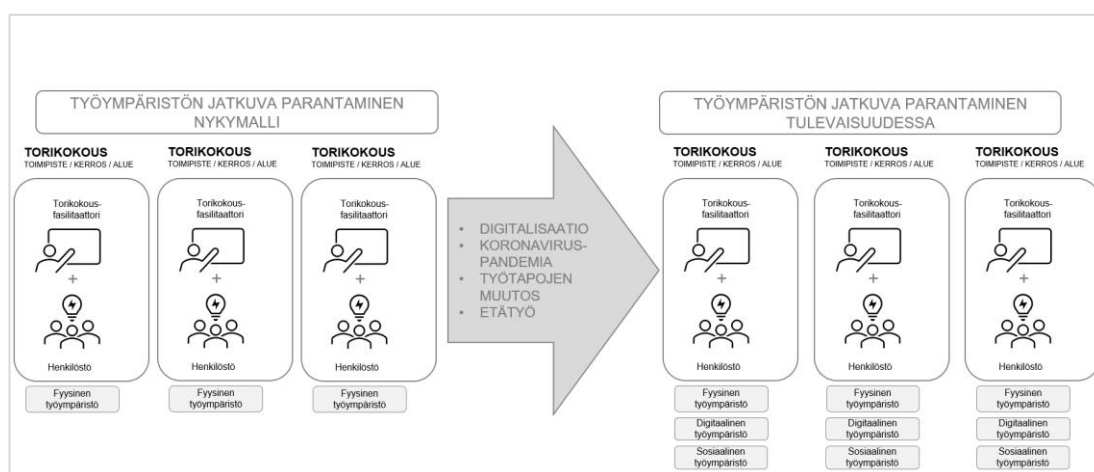 TYÖYMPÄRISTÖN JATKUVA PARANTAMINEN
NYKYMALLI
TORIKOKOUS
TOIMIPISTE / KERROS / ALUE
Torikokous-
fasilitaattori
+
Henkilöstö
Fyysinen
työympäristö
TORIKOKOUS
TOIMIPISTE / KERROS / ALUE
Torikokous-
fasilitaattori
+
Henkilöstö
Fyysinen
työympäristö
TORIKOKOUS
TOIMIPISTE / KERROS / ALUE
Torikokous-
fasilitaattori
+
Henkilöstö
Fyysinen
työympäristö
• DIGITALISAATIO
• KORONAVIRUS-
PANDEMIA
• TYÖTAPOJEN
MUUTOS
• ETÄTYÖ
TYÖYMPÄRISTÖN JATKUVA PARANTAMINEN
TULEVAISUUDESSA
TORIKOKOUS
TOIMIPISTE / KERROS / ALUE
Torikokous-
fasilitaattori
+
Henkilöstö
Fyysinen
työympäristö
Digitaalinen
työympäristö
Sosiaalinen
työympäristö
TORIKOKOUS
TOIMIPISTE / KERROS / ALUE
Torikokous-
fasilitaattori
+
Henkilöstö
Fyysinen
työympäristö
Digitaalinen
työympäristö
Sosiaalinen
työympäristö
TORIKOKOUS
TOIMIPISTE / KERROS / ALUE
Torikokous-
fasilitaattori
+
Henkilöstö
Fyysinen
työympäristö
Digitaalinen
työympäristö
Sosiaalinen
työympäristö